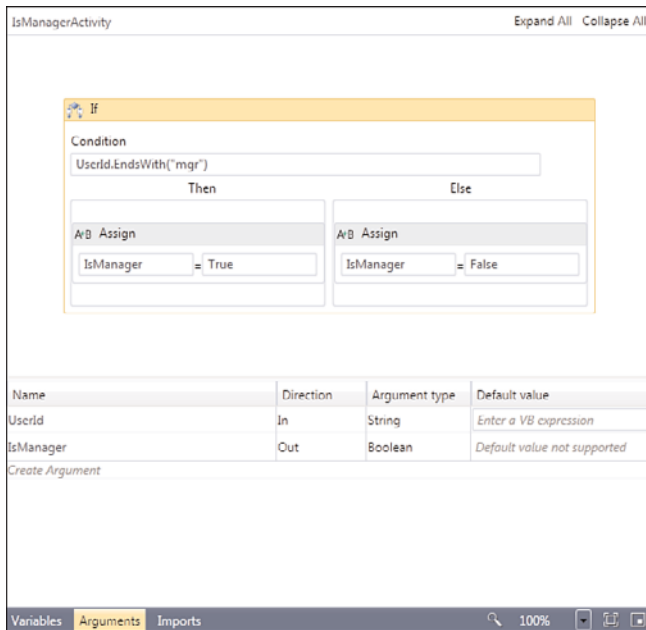 IsManagerActivity Expand All Collapse All
If
Condition
UserId.EndsWith("mgr")
Then Else
A+B Assign A+B Assign
IsManager = True IsManager = False
Name Direction Argument type Default value
UserId In String Enter a VB expression
IsManager Out Boolean Default value not supported
Create Argument
Variables Arguments Imports 100%